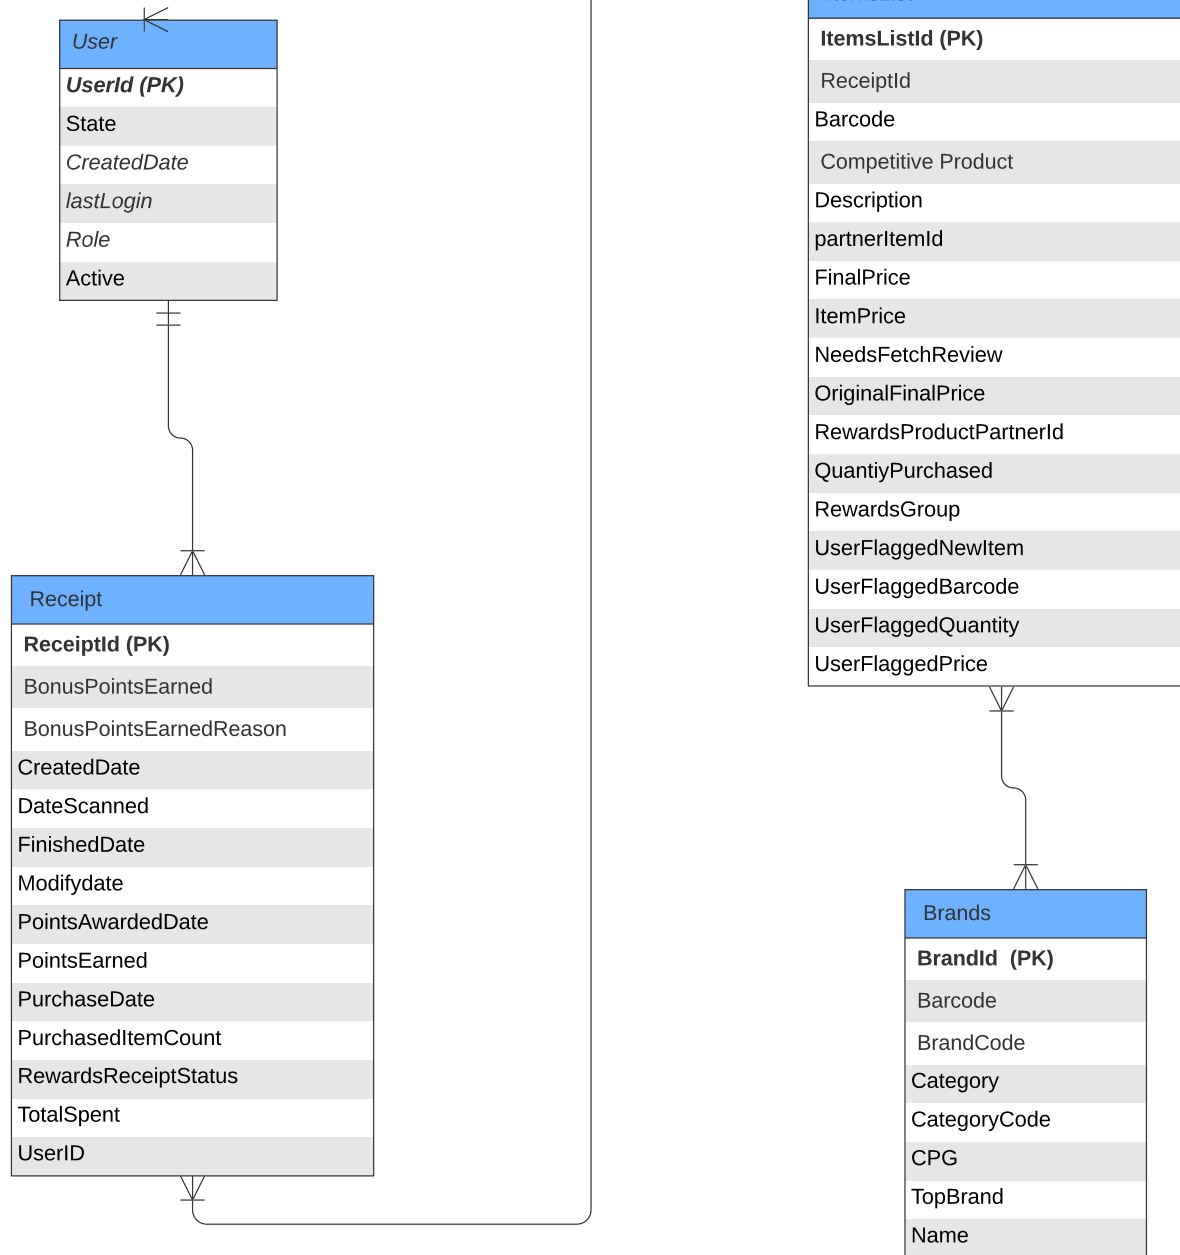 User
UserId (PK)
State
CreatedDate
lastLogin
Role
Active
Receipt
ReceiptId (PK)
BonusPointsEarned
BonusPointsEarnedReason
CreatedDate
DateScanned
FinishedDate
Modifydate
PointsAwardedDate
PointsEarned
PurchaseDate
PurchasedItemCount
RewardsReceiptStatus
TotalSpent
UserID
ItemsListId (PK)
ReceiptId
Barcode
Competitive Product
Description
partnerItemId
FinalPrice
ItemPrice
NeedsFetchReview
OriginalFinalPrice
RewardsProductPartnerId
QuantiyPurchased
RewardsGroup
UserFlaggedNewItem
UserFlaggedBarcode
UserFlaggedQuantity
UserFlaggedPrice
Brands
BrandId  (PK)
Barcode
BrandCode
Category
CategoryCode
CPG
TopBrand
Name